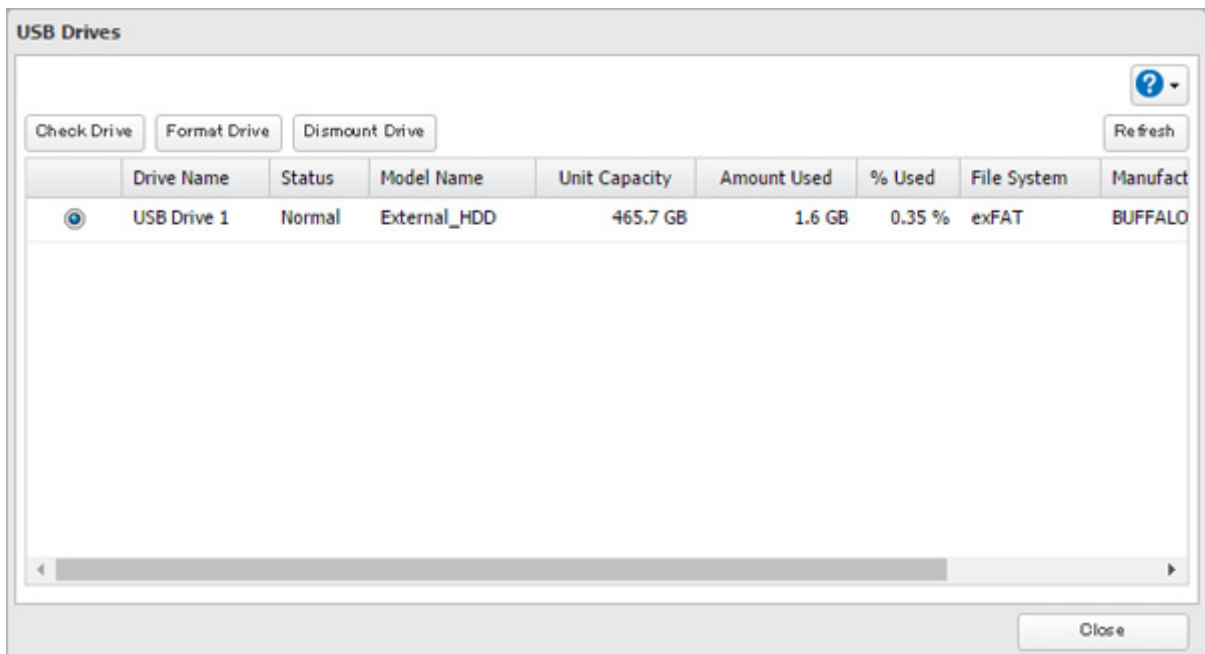 USB Drives
?
Check Drive Format Drive Dismount Drive Refresh
Drive Name Status Model Name Unit Capacity Amount Used % Used File System Manufact
USB Drive 1 Normal External_HDD 465.7 GB 1.6 GB 0.35 % exFAT BUFFALO
Close